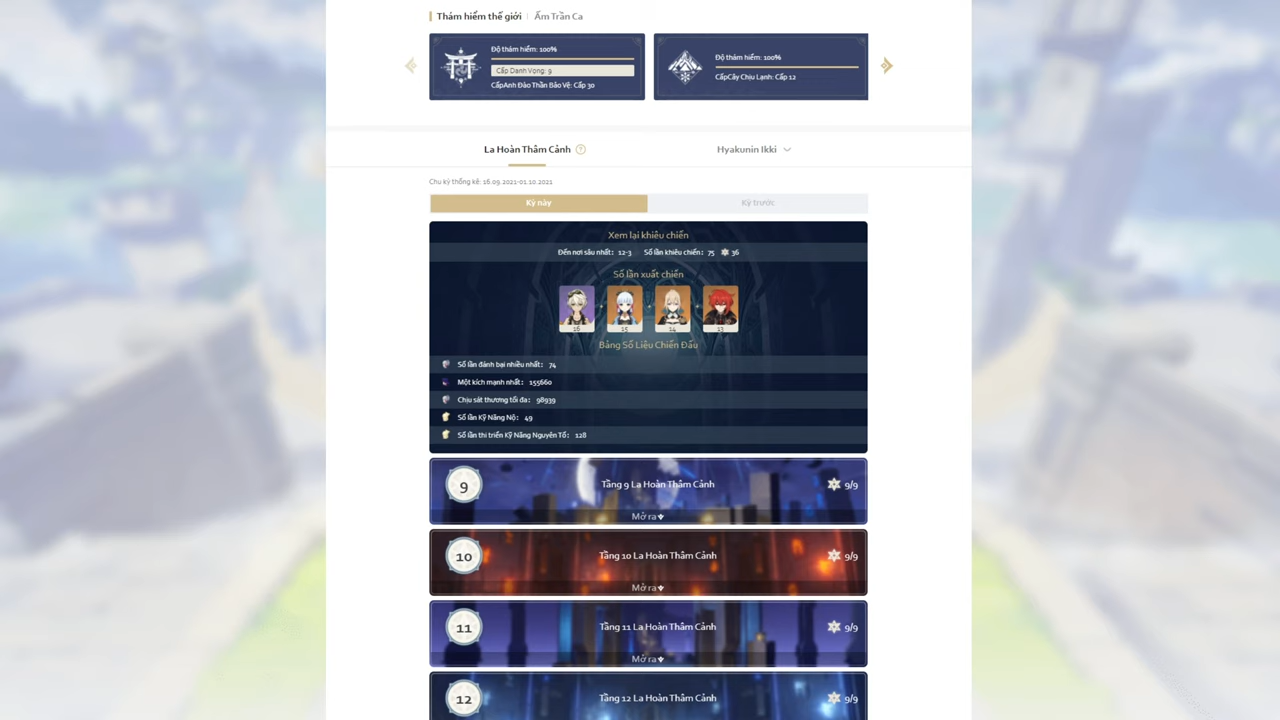 Thám hiểm thế giới | Ấm Trần Ca
Độ thám hiểm: 100%
Cấp Danh Vọng: 9
CấpAnh Đào Thần Bảo Vệ: Cấp 30
Độ thám hiểm: 100%
CấpCây Chịu Lạnh: Cấp 12
La Hoàn Thâm Cảnh ?
Hyakunin Ikki
Chu kỳ thống kê: 16.09.2021-01.10.2021
Kỳ này
Kỳ trước
Xem lại khiêu chiến
Đến nơi sâu nhất: 12-3 Số lần khiêu chiến: 75 36
Số lần xuất chiến
16 15 14 13
Bảng Số Liệu Chiến Đấu
Số lần đánh bại nhiều nhất: 74
Một kích mạnh nhất: 155660
Chịu sát thương tối đa: 98939
Số lần Kỹ Năng Nộ: 49
Số lần thi triển Kỹ Năng Nguyên Tố: 128
9 Tầng 9 La Hoàn Thâm Cảnh 9/9
Mở ra
10 Tầng 10 La Hoàn Thâm Cảnh 9/9
Mở ra
11 Tầng 11 La Hoàn Thâm Cảnh 9/9
Mở ra
12 Tầng 12 La Hoàn Thâm Cảnh 9/9